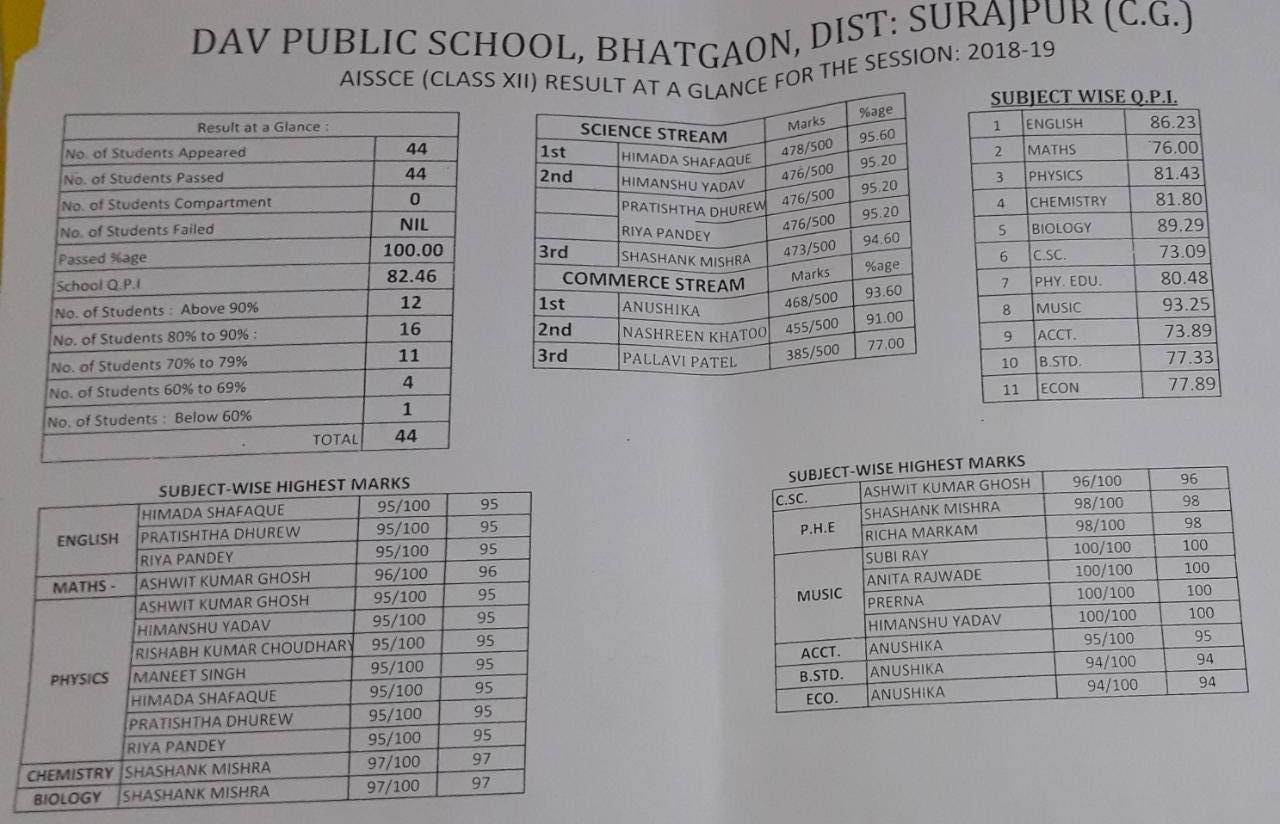 DAV PUBLIC SCHOOL, BHATGAON, DIST: SURAJPUR (C.G.)
AISSCE (CLASS XII) RESULT AT A GLANCE FOR THE SESSION: 2018-19
Result at a Glance :
No. of Students Appeared 44
No. of Students Passed 44
No. of Students Compartment 0
No. of Students Failed NIL
Passed %age 100.00
School Q.P.I 82.46
No. of Students : Above 90% 12
No. of Students 80% to 90% : 16
No. of Students 70% to 79% 11
No. of Students 60% to 69% 4
No. of Students : Below 60% 1
TOTAL 44
SCIENCE STREAM Marks %age
1st HIMADA SHAFAQUE 478/500 95.60
2nd HIMANSHU YADAV 476/500 95.20
PRATISHTHA DHUREW 476/500 95.20
RIYA PANDEY 476/500 95.20
3rd SHASHANK MISHRA 473/500 94.60
COMMERCE STREAM Marks %age
1st ANUSHIKA 468/500 93.60
2nd NASHREEN KHATOO 455/500 91.00
3rd PALLAVI PATEL 385/500 77.00
SUBJECT WISE Q.P.I.
1 ENGLISH 86.23
2 MATHS 76.00
3 PHYSICS 81.43
4 CHEMISTRY 81.80
5 BIOLOGY 89.29
6 C.SC. 73.09
7 PHY. EDU. 80.48
8 MUSIC 93.25
9 ACCT. 73.89
10 B.STD. 77.33
11 ECON 77.89
SUBJECT-WISE HIGHEST MARKS
ENGLISH HIMADA SHAFAQUE 95/100 95
PRATISHTHA DHUREW 95/100 95
RIYA PANDEY 95/100 95
MATHS - ASHWIT KUMAR GHOSH 96/100 96
PHYSICS ASHWIT KUMAR GHOSH 95/100 95
HIMANSHU YADAV 95/100 95
RISHABH KUMAR CHOUDHARY 95/100 95
MANEET SINGH 95/100 95
HIMADA SHAFAQUE 95/100 95
PRATISHTHA DHUREW 95/100 95
RIYA PANDEY 95/100 95
CHEMISTRY SHASHANK MISHRA 97/100 97
BIOLOGY SHASHANK MISHRA 97/100 97
SUBJECT-WISE HIGHEST MARKS
C.SC. ASHWIT KUMAR GHOSH 96/100 96
P.H.E SHASHANK MISHRA 98/100 98
RICHA MARKAM 98/100 98
MUSIC SUBI RAY 100/100 100
ANITA RAJWADE 100/100 100
PRERNA 100/100 100
HIMANSHU YADAV 100/100 100
ACCT. ANUSHIKA 95/100 95
B.STD. ANUSHIKA 94/100 94
ECO. ANUSHIKA 94/100 94